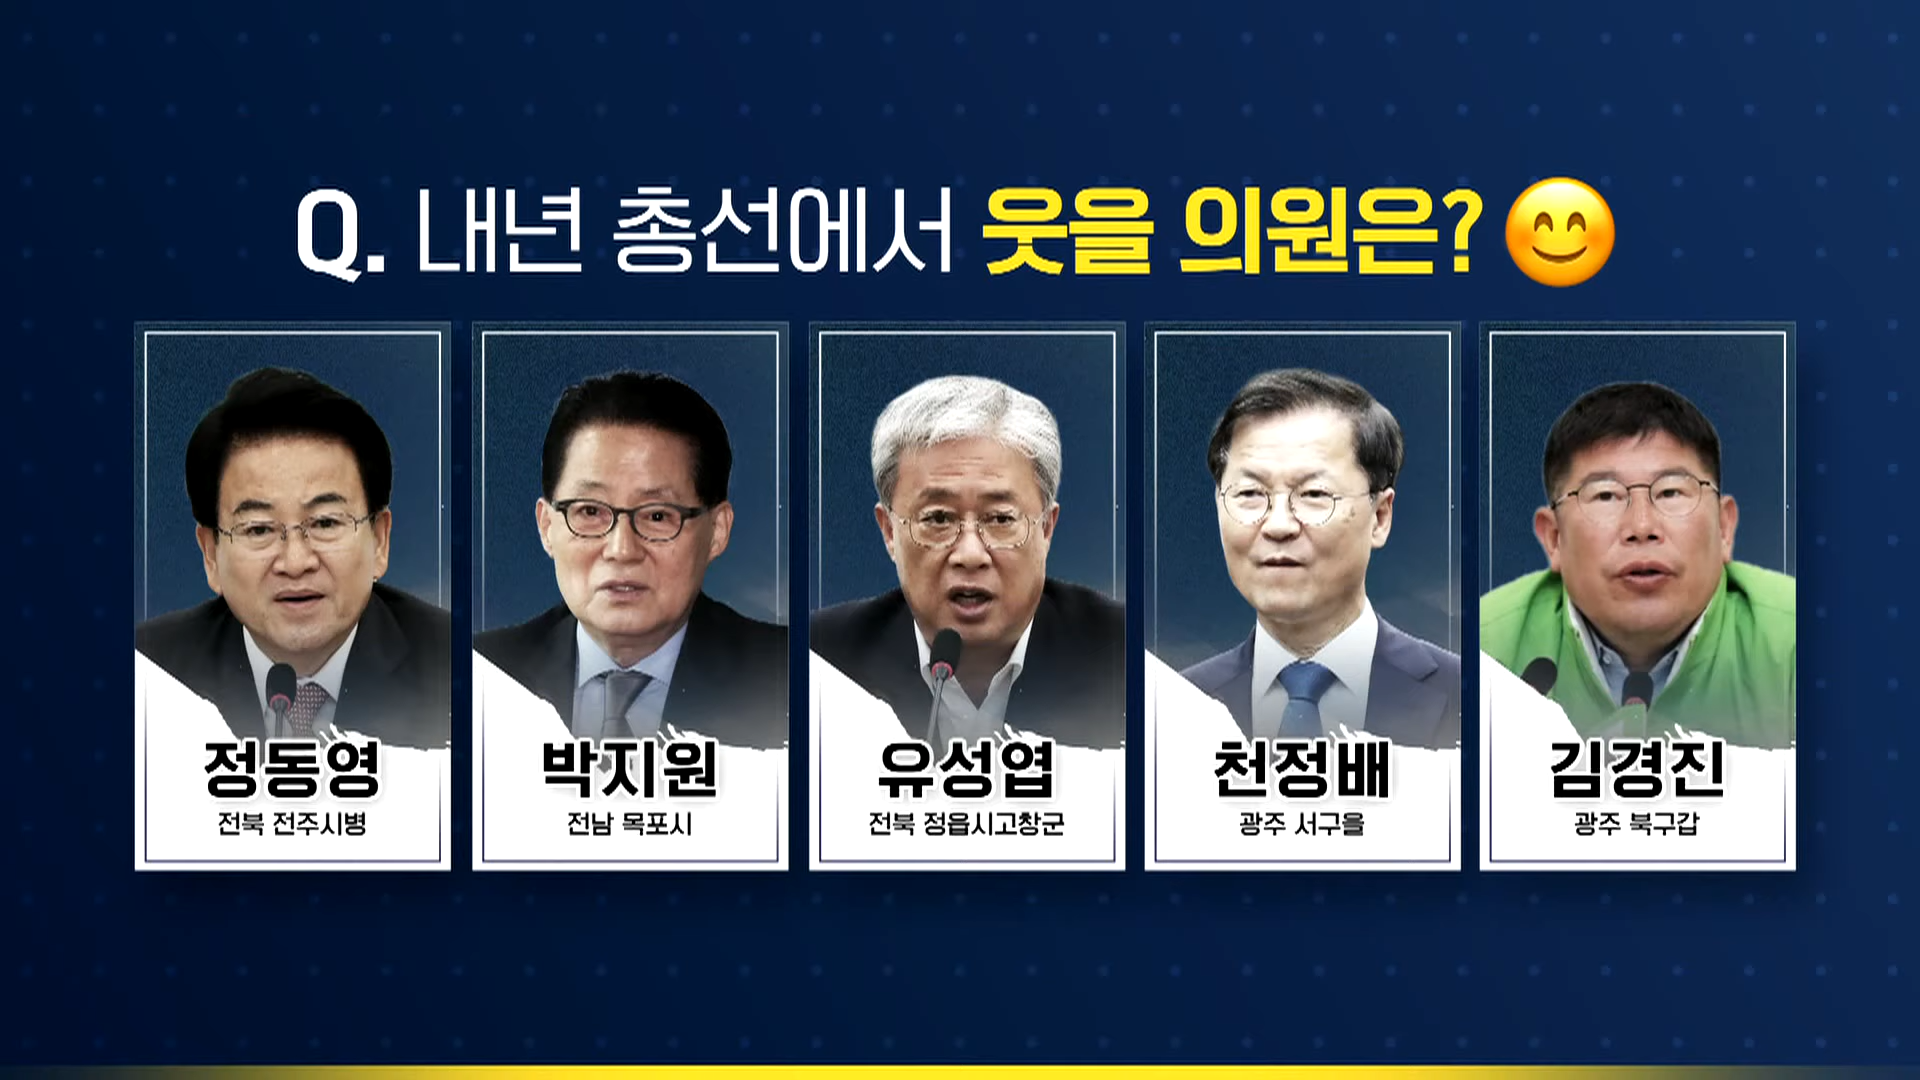 Q. 내년 총선에서 웃을 의원은? 😊
정동영
전북 전주시병
박지원
전남 목포시
유성엽
전북 정읍시고창군
천정배
광주 서구을
김경진
광주 북구갑